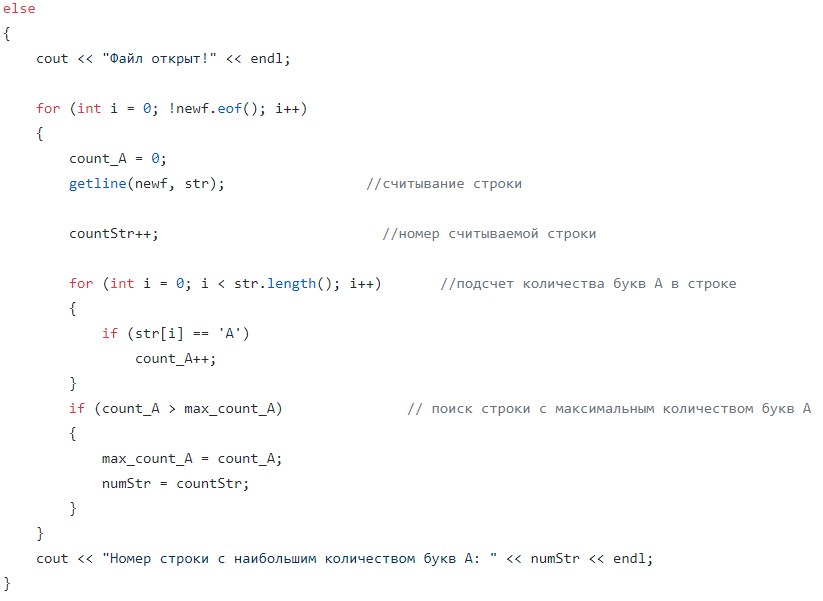 else
{
    cout << "Файл открыт!" << endl;

    for (int i = 0; !newf.eof(); i++)
    {
        count_A = 0;
        getline(newf, str);                 //считывание строки

        countStr++;                           //номер считываемой строки

        for (int i = 0; i < str.length(); i++)       //подсчет количества букв А в строке
        {
            if (str[i] == 'A')
                count_A++;
        }
        if (count_A > max_count_A)               // поиск строки с максимальным количеством букв А
        {
            max_count_A = count_A;
            numStr = countStr;
        }
    }
    cout << "Номер строки с наибольшим количеством букв А: " << numStr << endl;
}